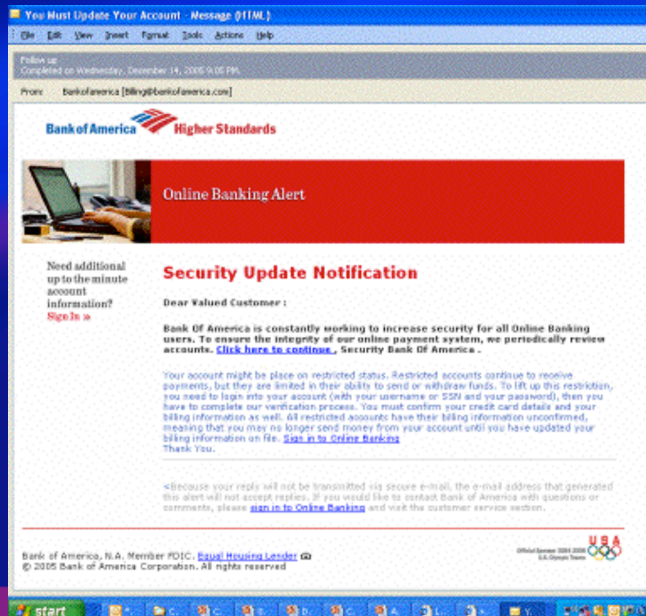 You Must Update Your Account - Message (HTML)
File Edit View Insert Format Tools Actions Help
Follow up
Completed on Wednesday, December 14, 2005 9:05 PM.
From: Bankofamerica [Billing@bankofamerica.com]
Bank of America Higher Standards
Online Banking Alert
Need additional
up to the minute
account
information?
Sign In »
Security Update Notification
Dear Valued Customer :
Bank Of America is constantly working to increase security for all Online Banking
users. To ensure the integrity of our online payment system, we periodically review
accounts. Click here to continue , Security Bank Of America .
Your account might be place on restricted status. Restricted accounts continue to receive
payments, but they are limited in their ability to send or withdraw funds. To lift up this restriction,
you need to login into your account (with your username or SSN and your password), then you
have to complete our verification process. You must confirm your credit card details and your
billing information as well. All restricted accounts have their billing information unconfirmed,
meaning that you may no longer send money from your account until you have updated your
billing information on file. Sign in to Online Banking
Thank You.
<Because your reply will not be transmitted via secure e-mail, the e-mail address that generated
this alert will not accept replies. If you would like to contact Bank of America with questions or
comments, please sign in to Online Banking and visit the customer service section.
Bank of America, N.A. Member FDIC. Equal Housing Lender
© 2005 Bank of America Corporation. All rights reserved
USA
Official Sponsor 2004-2008
U.S. Olympic Teams
start